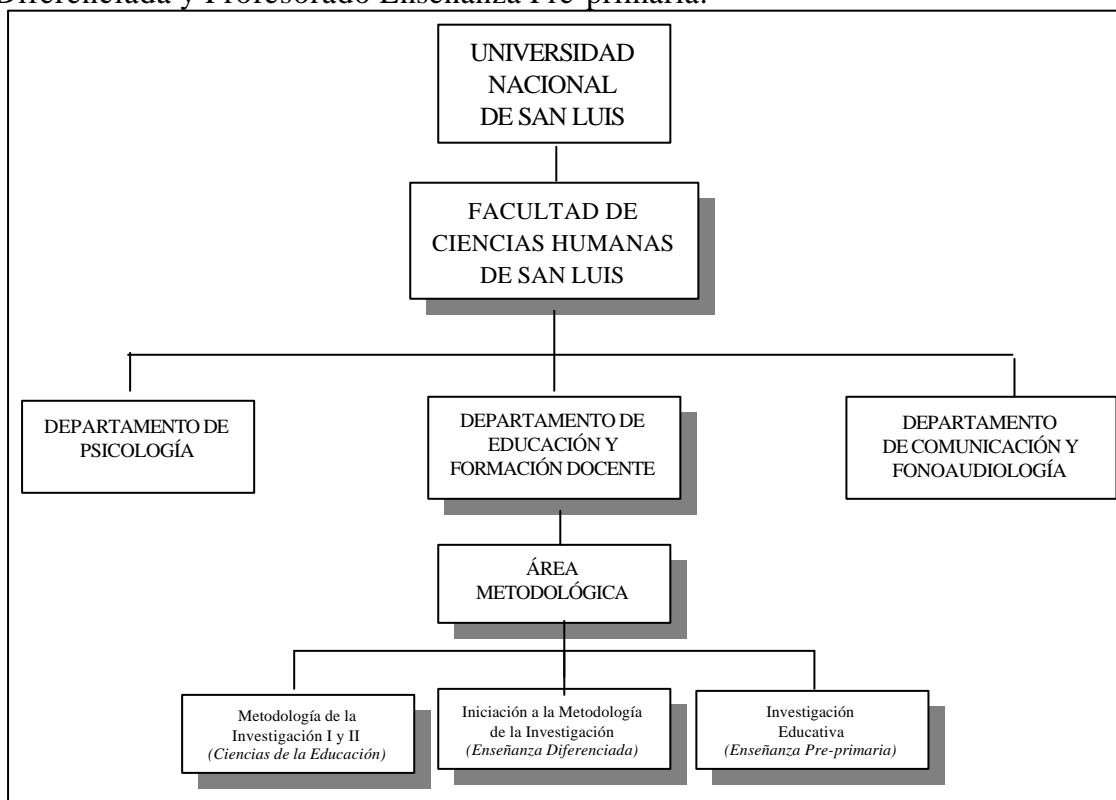 Diferenciada y Profesorado Enseñanza Pre-primaria.
UNIVERSIDAD
NACIONAL
DE SAN LUIS
FACULTAD DE
CIENCIAS HUMANAS
DE SAN LUIS
DEPARTAMENTO DE
PSICOLOGÍA
DEPARTAMENTO DE
EDUCACIÓN Y
FORMACIÓN DOCENTE
DEPARTAMENTO
DE COMUNICACIÓN Y
FONOAUDIOLOGÍA
ÁREA
METODOLÓGICA
Metodología de la
Investigación I y II
(Ciencias de la Educación)
Iniciación a la Metodología
de la Investigación
(Enseñanza Diferenciada)
Investigación
Educativa
(Enseñanza Pre-primaria)